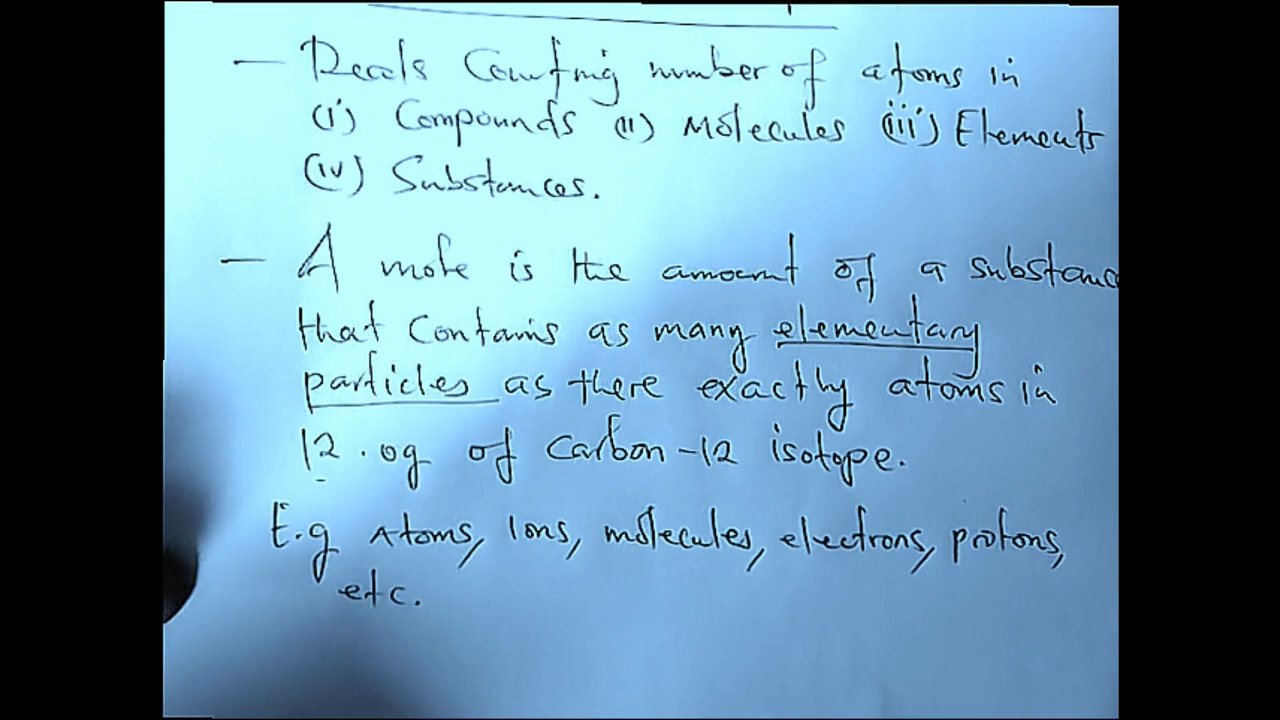 - Deals Counting number of atoms in
(i) Compounds (ii) Molecules (iii) Elements
(iv) Substances.
- A mole is the amount of a substance
that contains as many elementary
particles as there exactly atoms in
12.0g of Carbon-12 isotope.
E.g Atoms, Ions, molecules, electrons, protons,
etc.